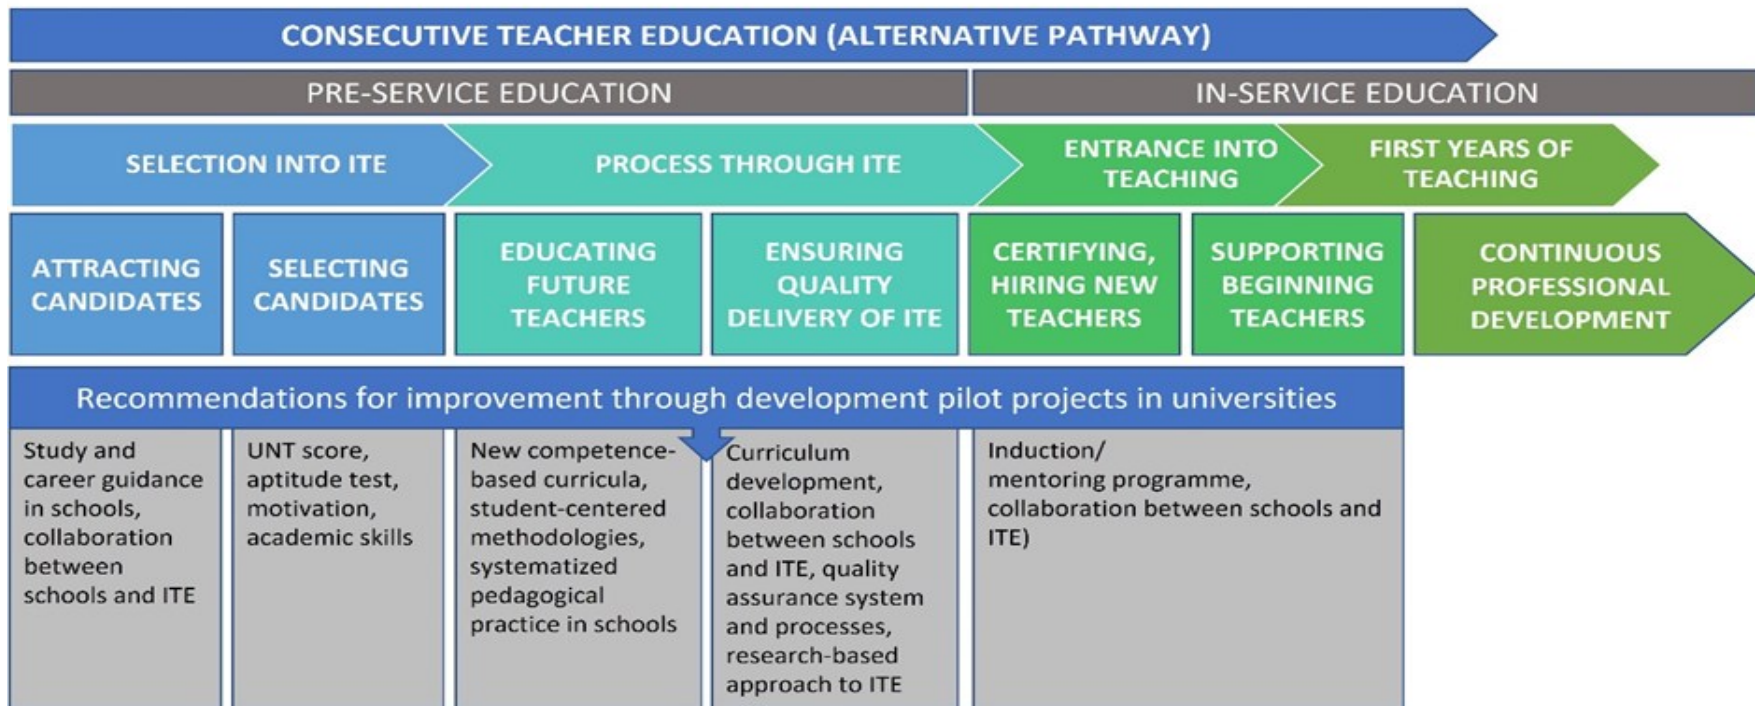 CONSECUTIVE TEACHER EDUCATION (ALTERNATIVE PATHWAY)
PRE-SERVICE EDUCATION
IN-SERVICE EDUCATION
SELECTION INTO ITE
PROCESS THROUGH ITE
ENTRANCE INTO
TEACHING
FIRST YEARS OF
TEACHING
ATTRACTING
CANDIDATES
SELECTING
CANDIDATES
EDUCATING
FUTURE
TEACHERS
ENSURING
QUALITY
DELIVERY OF ITE
CERTIFYING,
HIRING NEW
TEACHERS
SUPPORTING
BEGINNING
TEACHERS
CONTINUOUS
PROFESSIONAL
DEVELOPMENT
Recommendations for improvement through development pilot projects in universities
Study and
career guidance
in schools,
collaboration
between
schools and ITE
UNT score,
aptitude test,
motivation,
academic skills
New competence-
based curricula,
student-centered
methodologies,
systematized
pedagogical
practice in schools
Curriculum
development,
collaboration
between schools
and ITE, quality
assurance system
and processes,
research-based
approach to ITE
Induction/
mentoring programme,
collaboration between schools and
ITE)